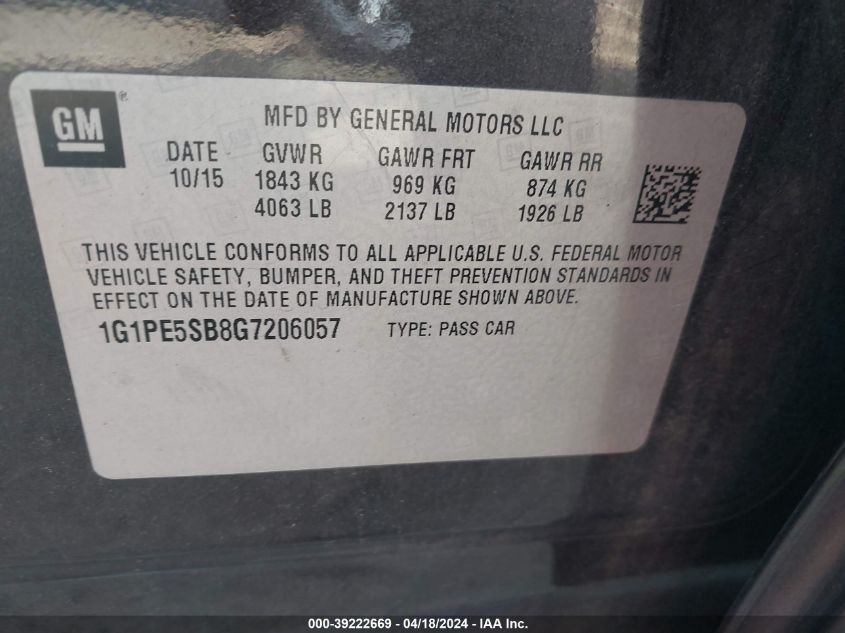 GM®
MFD BY GENERAL MOTORS LLC
DATE GVWR GAWR FRT GAWR RR
10/15 1843 KG 969 KG 874 KG
4063 LB 2137 LB 1926 LB
THIS VEHICLE CONFORMS TO ALL APPLICABLE U.S. FEDERAL MOTOR
VEHICLE SAFETY, BUMPER, AND THEFT PREVENTION STANDARDS IN
EFFECT ON THE DATE OF MANUFACTURE SHOWN ABOVE.
1G1PE5SB8G7206057 TYPE: PASS CAR
000-39222669 - 04/18/2024 - IAA Inc.